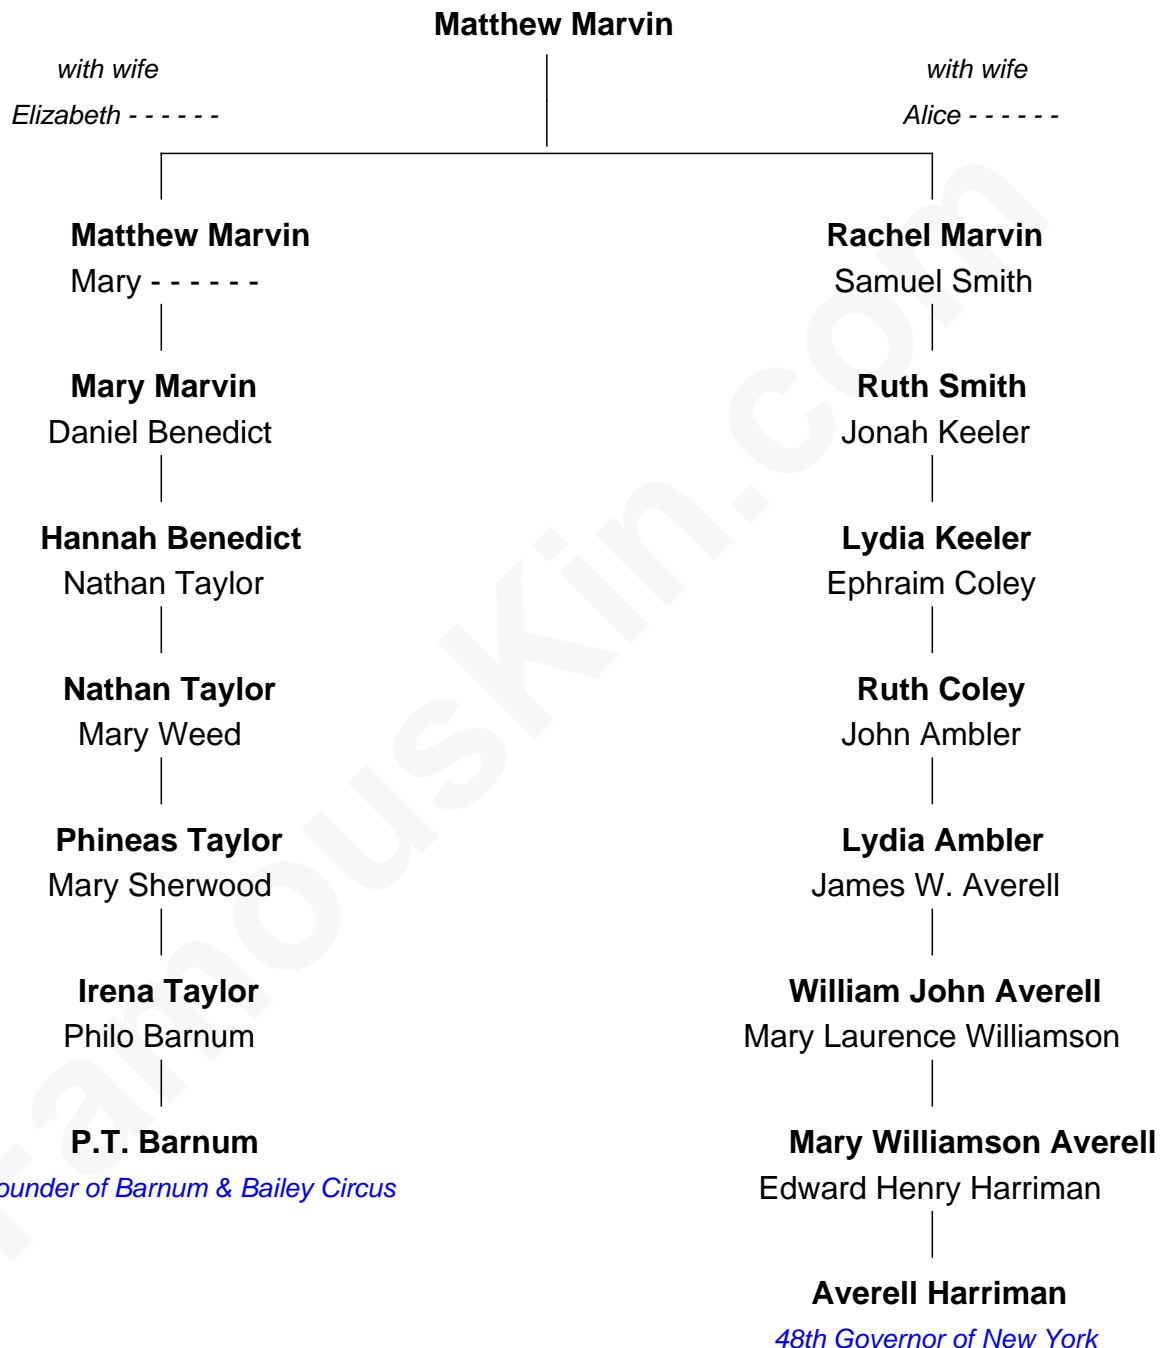 Matthew Marvin
with wife
Elizabeth - - - - - -
with wife
Alice - - - - - -
Matthew Marvin
Mary - - - - - -
Rachel Marvin
Samuel Smith
Mary Marvin
Daniel Benedict
Ruth Smith
Jonah Keeler
Hannah Benedict
Nathan Taylor
Lydia Keeler
Ephraim Coley
Nathan Taylor
Mary Weed
Ruth Coley
John Ambler
Phineas Taylor
Mary Sherwood
Lydia Ambler
James W. Averell
Irena Taylor
Philo Barnum
William John Averell
Mary Laurence Williamson
P.T. Barnum
ounder of Barnum & Bailey Circus
Mary Williamson Averell
Edward Henry Harriman
Averell Harriman
48th Governor of New York
FamousKin.com